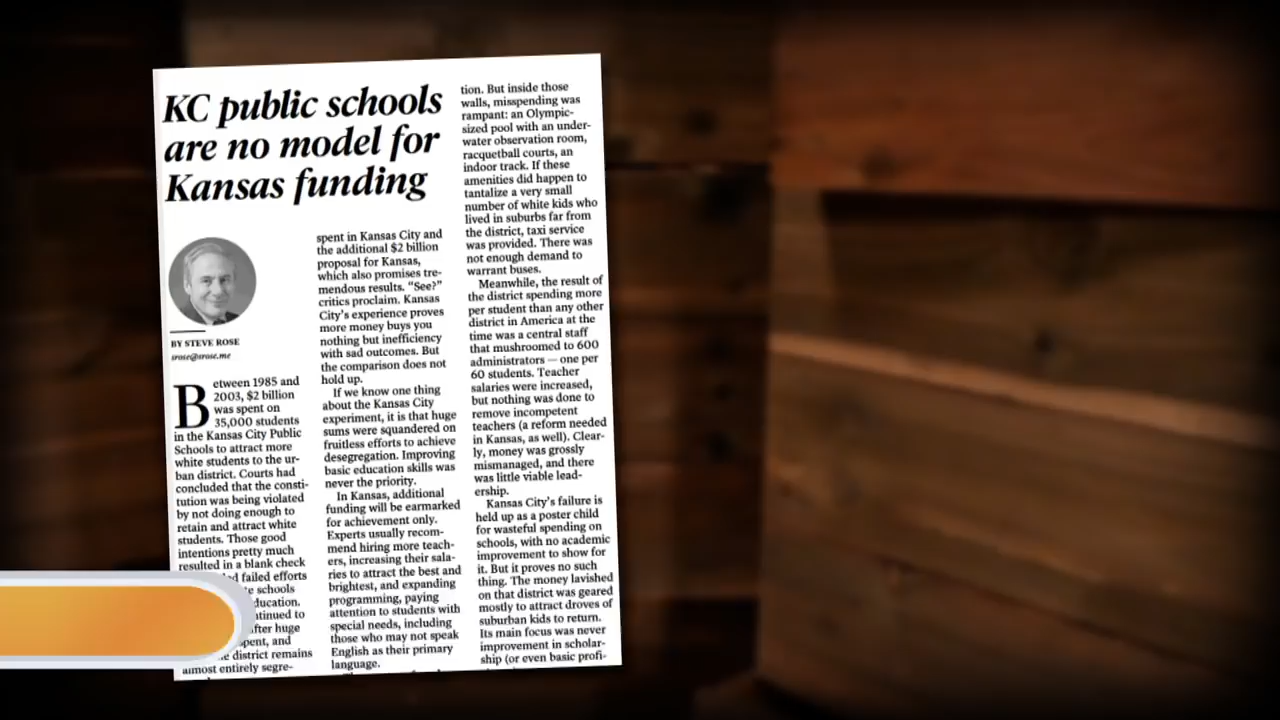 KC public schools
are no model for
Kansas funding
BY STEVE ROSE
srose@srose.me
Between 1985 and
2003, $2 billion
was spent on
35,000 students
in the Kansas City Public
Schools to attract more
white students to the ur-
ban district. Courts had
concluded that the consti-
tution was being violated
by not doing enough to
retain and attract white
students. Those good
intentions pretty much
resulted in a blank check
failed efforts
schools
ducation.
tinued to
fter huge
pent, and
district remains
almost entirely segre-
spent in Kansas City and
the additional $2 billion
proposal for Kansas,
which also promises tre-
mendous results. "See?"
critics proclaim. Kansas
City's experience proves
more money buys you
nothing but inefficiency
with sad outcomes. But
the comparison does not
hold up.
If we know one thing
about the Kansas City
experiment, it is that huge
sums were squandered on
fruitless efforts to achieve
desegregation. Improving
basic education skills was
never the priority.
In Kansas, additional
funding will be earmarked
for achievement only.
Experts usually recom-
mend hiring more teach-
ers, increasing their sala-
ries to attract the best and
brightest, and expanding
programming, paying
attention to students with
special needs, including
those who may not speak
English as their primary
language.
tion. But inside those
walls, misspending was
rampant: an Olympic-
sized pool with an under-
water observation room,
racquetball courts, an
indoor track. If these
amenities did happen to
tantalize a very small
number of white kids who
lived in suburbs far from
the district, taxi service
was provided. There was
not enough demand to
warrant buses.
Meanwhile, the result of
the district spending more
per student than any other
district in America at the
time was a central staff
that mushroomed to 600
administrators — one per
60 students. Teacher
salaries were increased,
but nothing was done to
remove incompetent
teachers (a reform needed
in Kansas, as well). Clear-
ly, money was grossly
mismanaged, and there
was little viable lead-
ership.
Kansas City's failure is
held up as a poster child
for wasteful spending on
schools, with no academic
improvement to show for
it. But it proves no such
thing. The money lavished
on that district was geared
mostly to attract droves of
suburban kids to return.
Its main focus was never
improvement in scholar-
ship (or even basic profi-